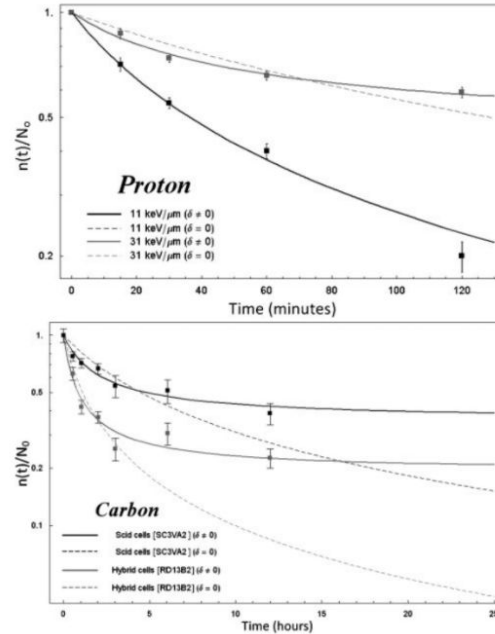 1.
0.5
0.2
n(t)/N₀
Proton
11 keV/μm (δ ≠ 0)
11 keV/μm (δ = 0)
31 keV/μm (δ ≠ 0)
31 keV/μm (δ = 0)
0 20 40 60 80 100 120
Time (minutes)
1.
0.5
0.2
0.1
n(t)/N₀
Carbon
Scid cells [SC3VA2] (δ ≠ 0)
Scid cells [SC3VA2] (δ = 0)
Hybrid cells [RD13B2] (δ ≠ 0)
Hybrid cells [RD13B2] (δ = 0)
0 5 10 15 20 25
Time (hours)